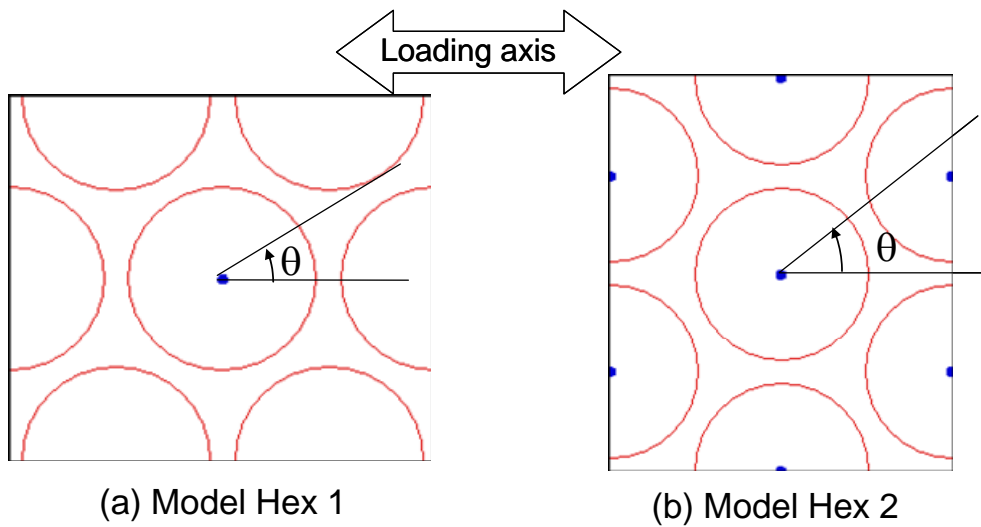 Loading axis
θ
θ
(a) Model Hex 1
(b) Model Hex 2